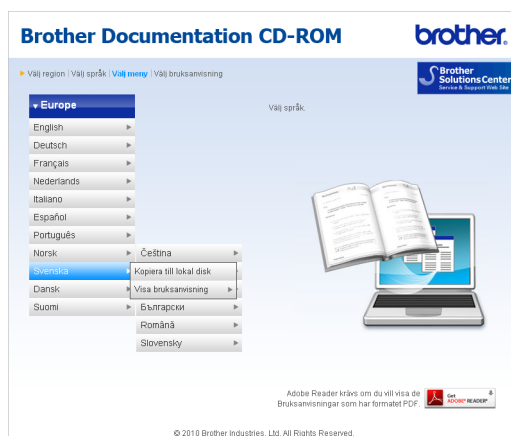 Brother Documentation CD-ROM
brother
Välj region | Välj språk | Välj meny | Välj bruksanvisning
Brother
Solutions Center
Service & Support Web Site
Europe
Välj språk.
English
Deutsch
Français
Nederlands
Italiano
Español
Português
Norsk
Čeština
Svenska
Kopiera till lokal disk
Dansk
Visa bruksanvisning
Suomi
Български
Română
Slovensky
Adobe Reader krävs om du vill visa de
Bruksanvisningar som har formatet PDF.
Get
ADOBE® READER®
© 2010 Brother Industries, Ltd. All Rights Reserved.